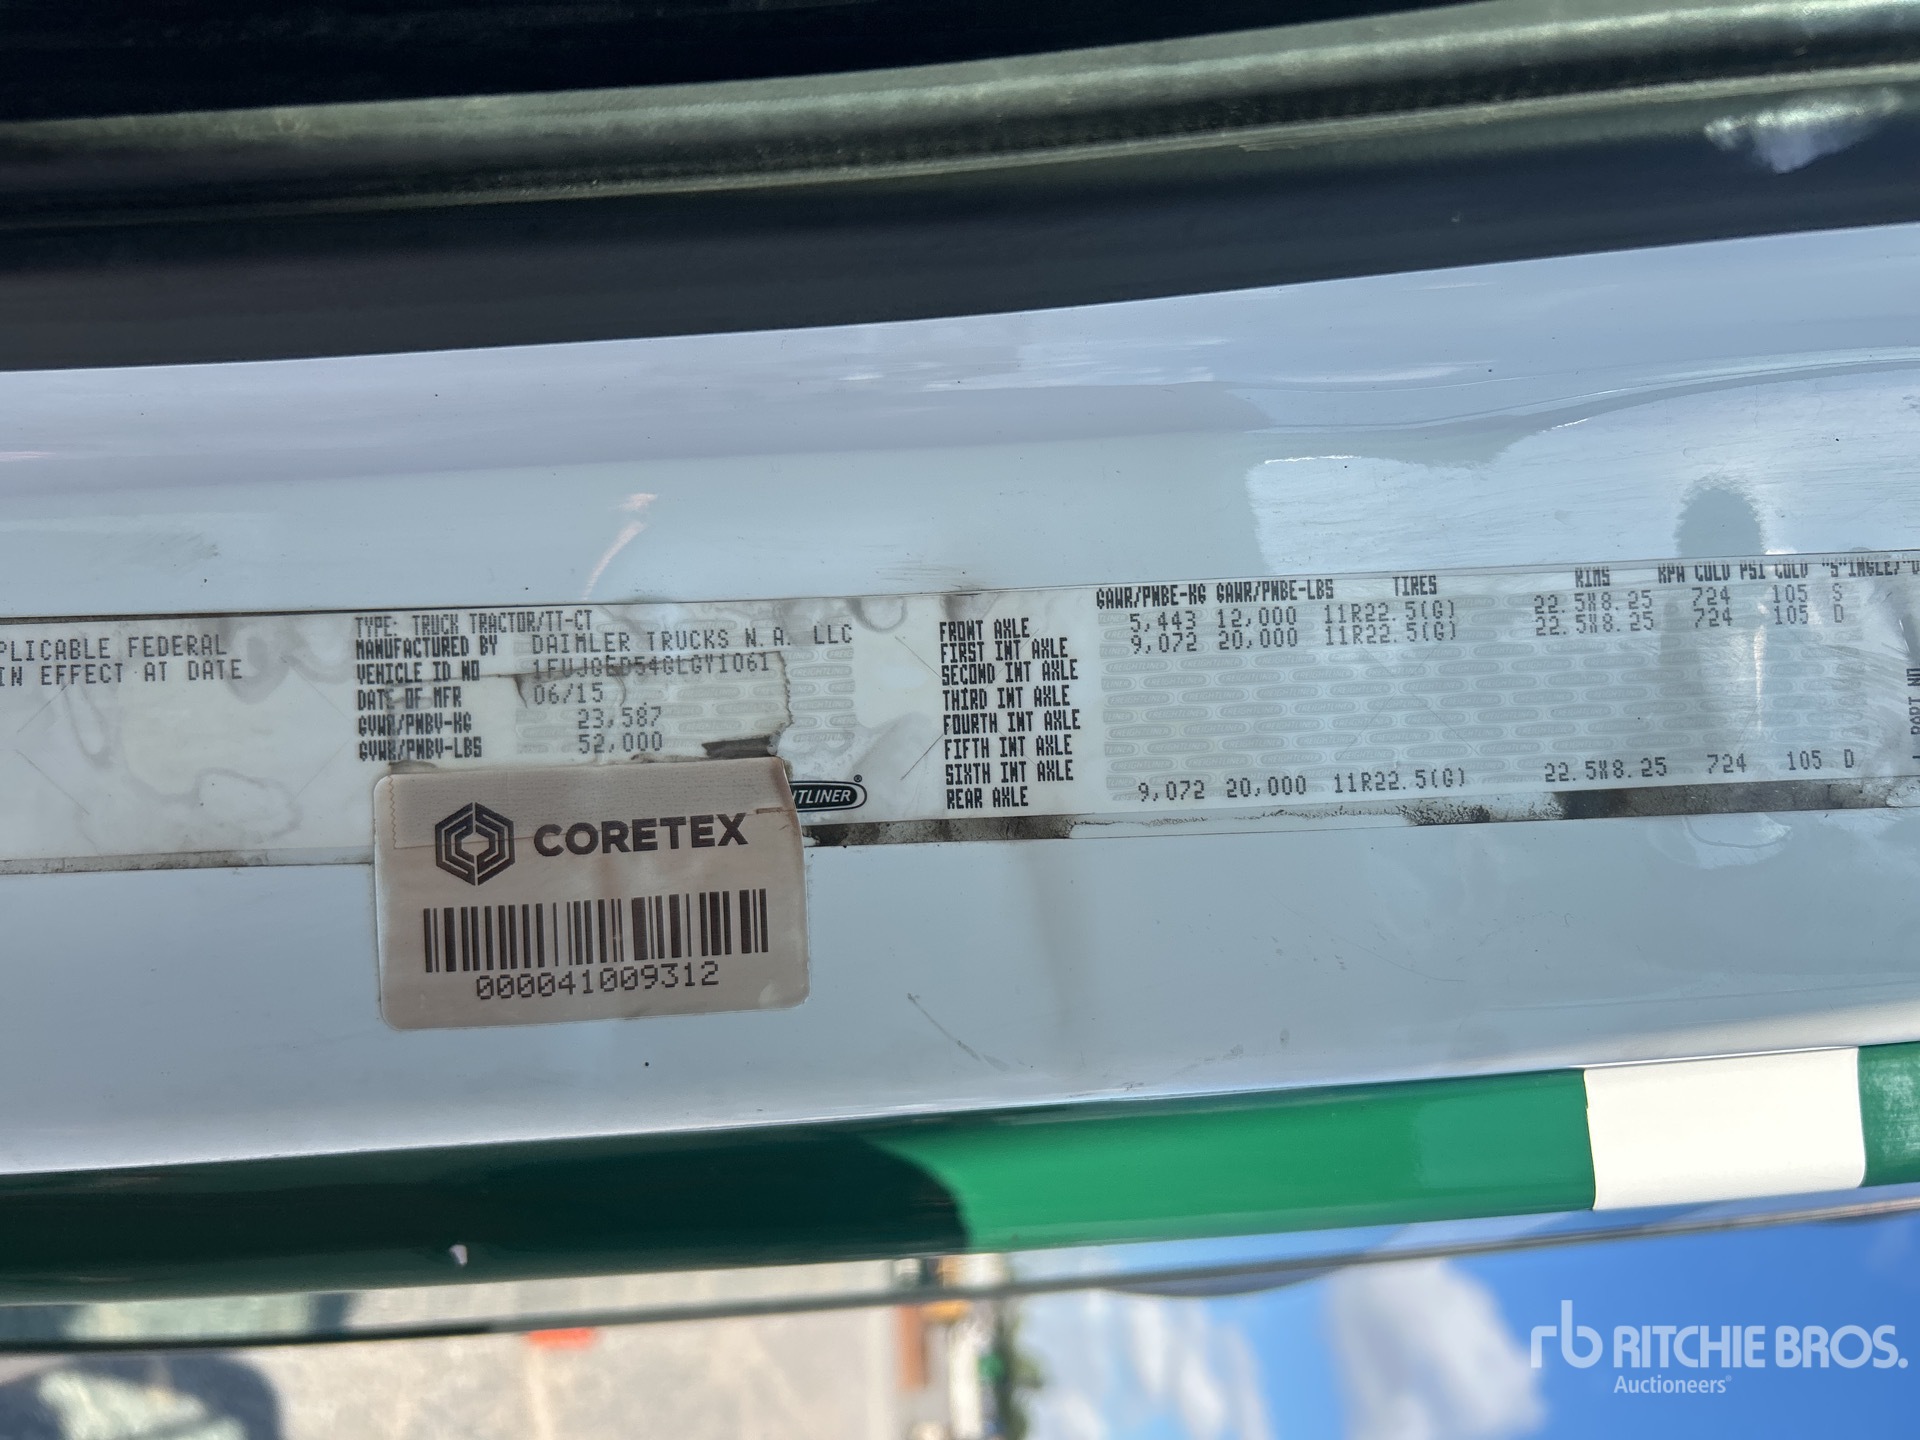 PLICABLE FEDERAL
IN EFFECT AT DATE
TYPE: TRUCK TRACTOR/TT-CT
MANUFACTURED BY DAIMLER TRUCKS N.A. LLC
VEHICLE ID NO 1FUJGED54GLGY1061
DATE OF MFR 06/15
GVWR/PNBV-KG 23,587
GVWR/PNBV-LBS 52,000
TLINER®
GAWR/PNBE-KG GAWR/PNBE-LBS TIRES RIMS KPA COLD PSI COLD
FRONT AXLE 5,443 12,000 11R22.5(G) 22.5X8.25 724 105 S
FIRST INT AXLE 9,072 20,000 11R22.5(G) 22.5X8.25 724 105 D
SECOND INT AXLE
THIRD INT AXLE
FOURTH INT AXLE
FIFTH INT AXLE
SIXTH INT AXLE
REAR AXLE 9,072 20,000 11R22.5(G) 22.5X8.25 724 105 D
CORETEX
000041009312
rb RITCHIE BROS.
Auctioneers